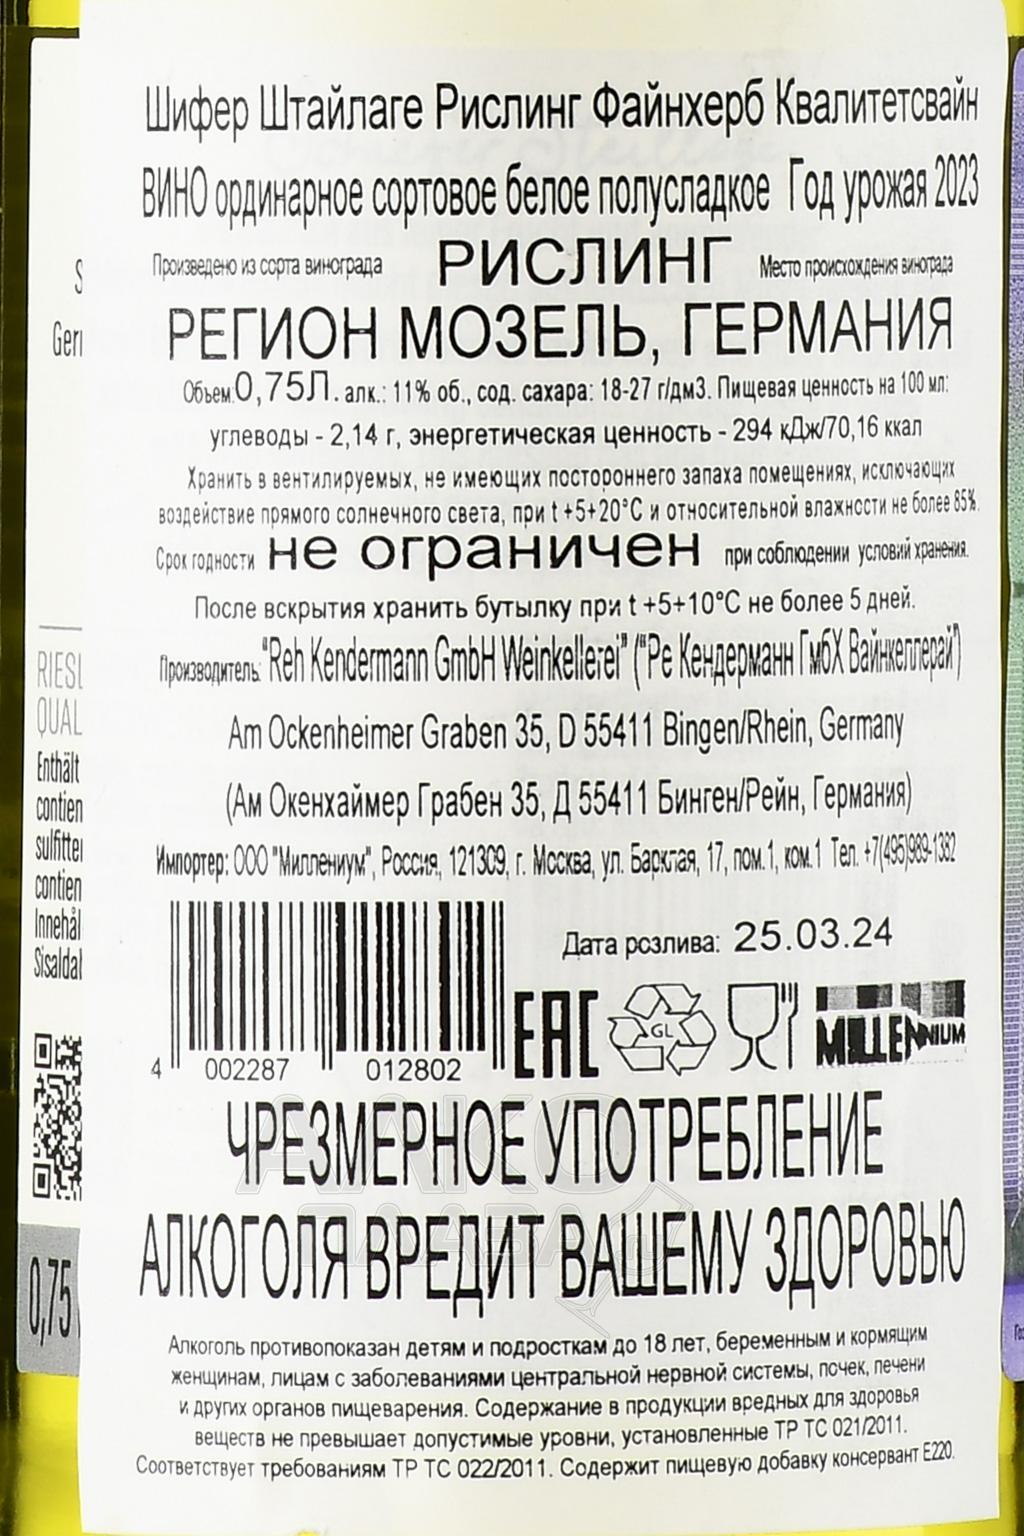 Шифер Штайлаге Рислинг Файнхерб Квалитетсвайн
ВИНО ординарное сортовое белое полусладкое Год урожая 2023
Произведено из сорта винограда РИСЛИНГ Место происхождения винограда
РЕГИОН МОЗЕЛЬ, ГЕРМАНИЯ
Объем:0,75Л. алк.: 11% об., сод. сахара: 18-27 г/дм3. Пищевая ценность на 100 мл:
углеводы - 2,14 г, энергетическая ценность - 294 кДж/70,16 ккал
Хранить в вентилируемых, не имеющих постороннего запаха помещениях, исключающих
воздействие прямого солнечного света, при t +5+20°С и относительной влажности не более 85%.
Срок годности не ограничен при соблюдении условий хранения.
После вскрытия хранить бутылку при t +5+10°С не более 5 дней.
Производитель: "Reh Kendermann GmbH Weinkellerei" ("Ре Кендерманн ГмбХ Вайнкеллерай")
Am Ockenheimer Graben 35, D 55411 Bingen/Rhein, Germany
(Ам Окенхаймер Грабен 35, Д 55411 Бинген/Рейн, Германия)
Импортер: ООО "Миллениум", Россия, 121309, г. Москва, ул. Барклая, 17, пом.1, ком.1 Тел. +7(495)989-1382
Дата розлива: 25.03.24
4 002287 012802
EAC GL MILLENNIUM
ЧРЕЗМЕРНОЕ УПОТРЕБЛЕНИЕ
АЛКОГОЛЯ ВРЕДИТ ВАШЕМУ ЗДОРОВЬЮ
Алкоголь противопоказан детям и подросткам до 18 лет, беременным и кормящим
женщинам, лицам с заболеваниями центральной нервной системы, почек, печени
и других органов пищеварения. Содержание в продукции вредных для здоровья
веществ не превышает допустимые уровни, установленные ТР ТС 021/2011.
Соответствует требованиям ТР ТС 022/2011. Содержит пищевую добавку консервант Е220.
RIESL
QUAL
Enthält
contien
sulfitter
contien
Innehål
Sisaldal
0,75